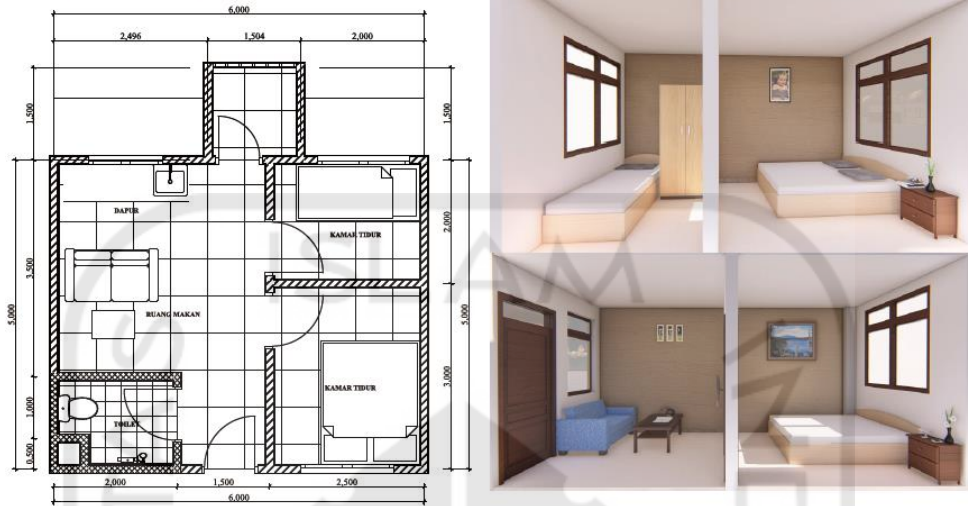 6,000
2,496 1,504 2,000
1,500 1,500
DAPUR
KAMAR TIDUR
2,000
ISLAM
3,500
5,000 5,000
RUANG MAKAN
KAMAR TIDUR
3,000
1,000
TOILET
0,500
2,000 1,500 2,500
6,000